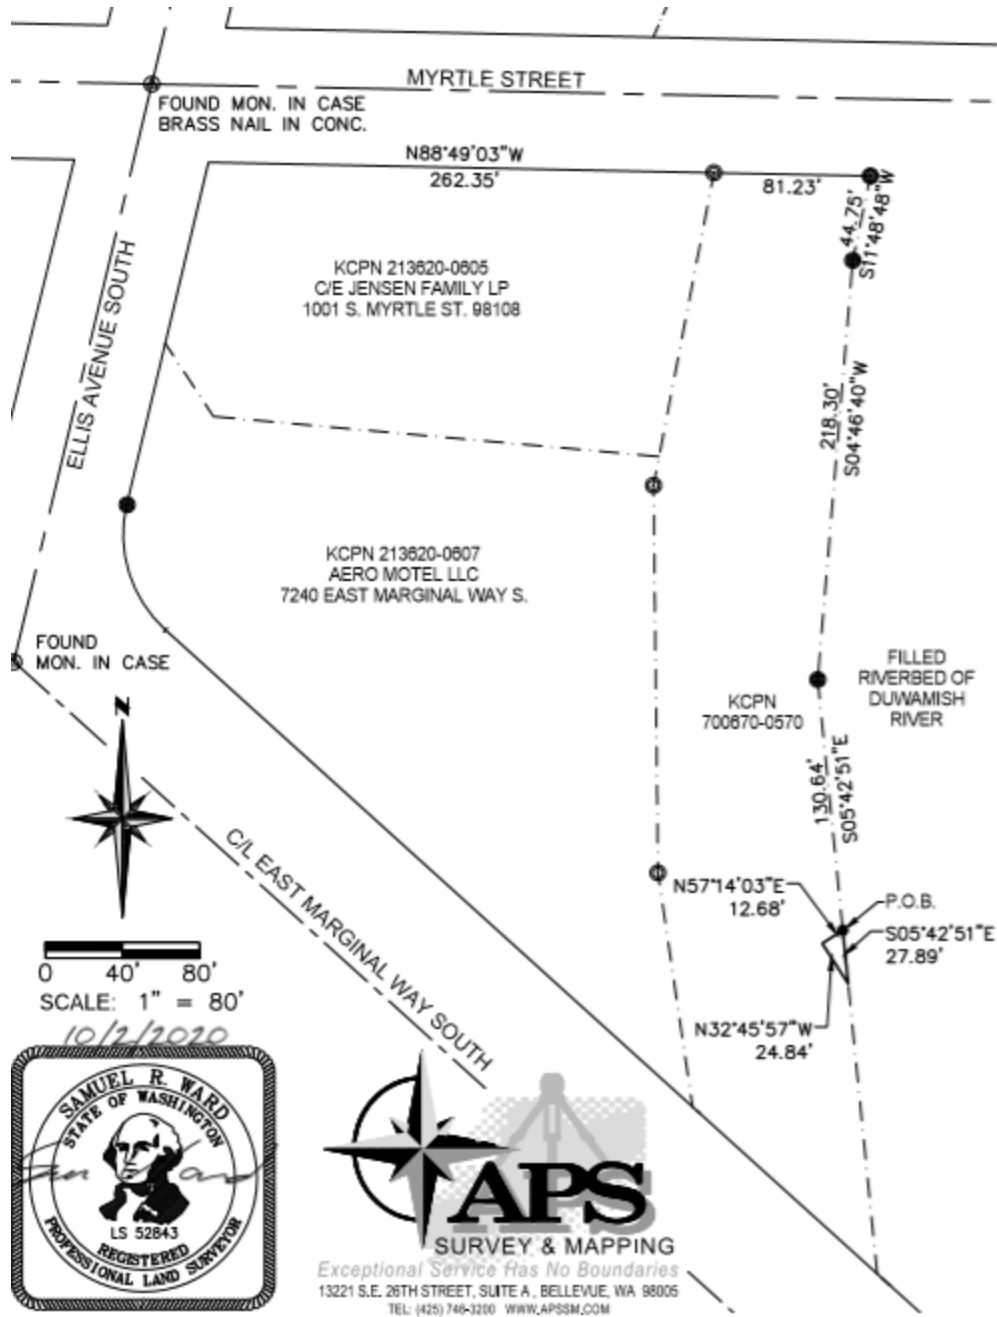 MYRTLE STREET
FOUND MON. IN CASE
BRASS NAIL IN CONC.
N88°49'03"W
262.35'
81.23'
44.75'
S11°48'48"W
KCPN 213620-0605
C/E JENSEN FAMILY LP
1001 S. MYRTLE ST. 98108
ELLIS AVENUE SOUTH
218.30'
S04°46'40"W
KCPN 213620-0607
AERO MOTEL LLC
7240 EAST MARGINAL WAY S.
FOUND
MON. IN CASE
FILLED
RIVERBED OF
DUWAMISH
RIVER
KCPN
700670-0570
N
130.64'
S05°42'51"E
C/L EAST MARGINAL WAY SOUTH
N57°14'03"E
12.68'
P.O.B.
S05°42'51"E
27.89'
N32°45'57"W
24.84'
0 40' 80'
SCALE: 1" = 80'
10/2/2020
SAMUEL R. WARD
STATE OF WASHINGTON
LS 52843
REGISTERED
PROFESSIONAL LAND SURVEYOR
APS
SURVEY & MAPPING
Exceptional Service Has No Boundaries
13221 S.E. 26TH STREET, SUITE A, BELLEVUE, WA 98005
TEL: (425) 746-3200 WWW.APSSM.COM